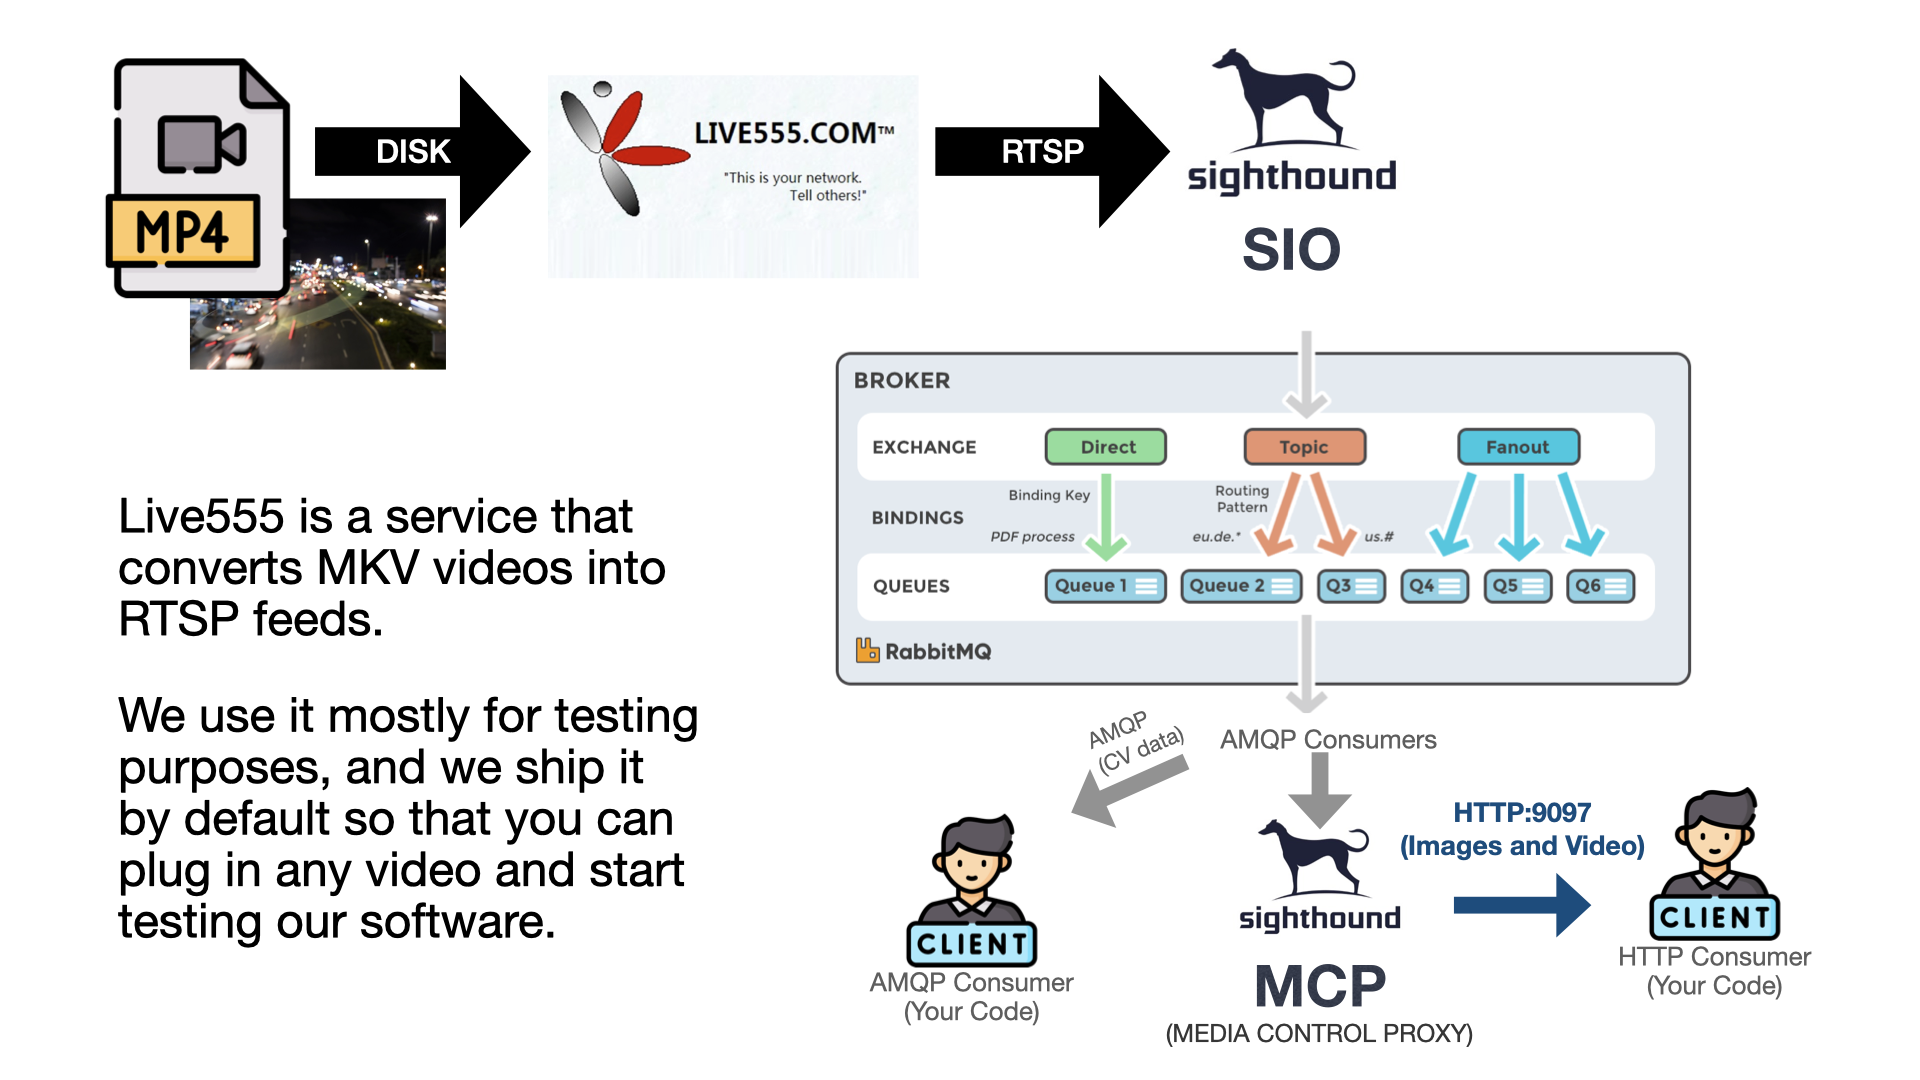 MP4
DISK
LIVE555.COM™
"This is your network.
Tell others!"
RTSP
sighthound
SIO
BROKER
EXCHANGE
Direct
Topic
Fanout
Binding Key
Routing
Pattern
BINDINGS
PDF process
eu.de.*
us.#
QUEUES
Queue 1
Queue 2
Q3
Q4
Q5
Q6
RabbitMQ
Live555 is a service that
converts MKV videos into
RTSP feeds.
We use it mostly for testing
purposes, and we ship it
by default so that you can
plug in any video and start
testing our software.
AMQP
(CV data)
AMQP Consumers
CLIENT
AMQP Consumer
(Your Code)
sighthound
MCP
(MEDIA CONTROL PROXY)
HTTP:9097
(Images and Video)
CLIENT
HTTP Consumer
(Your Code)